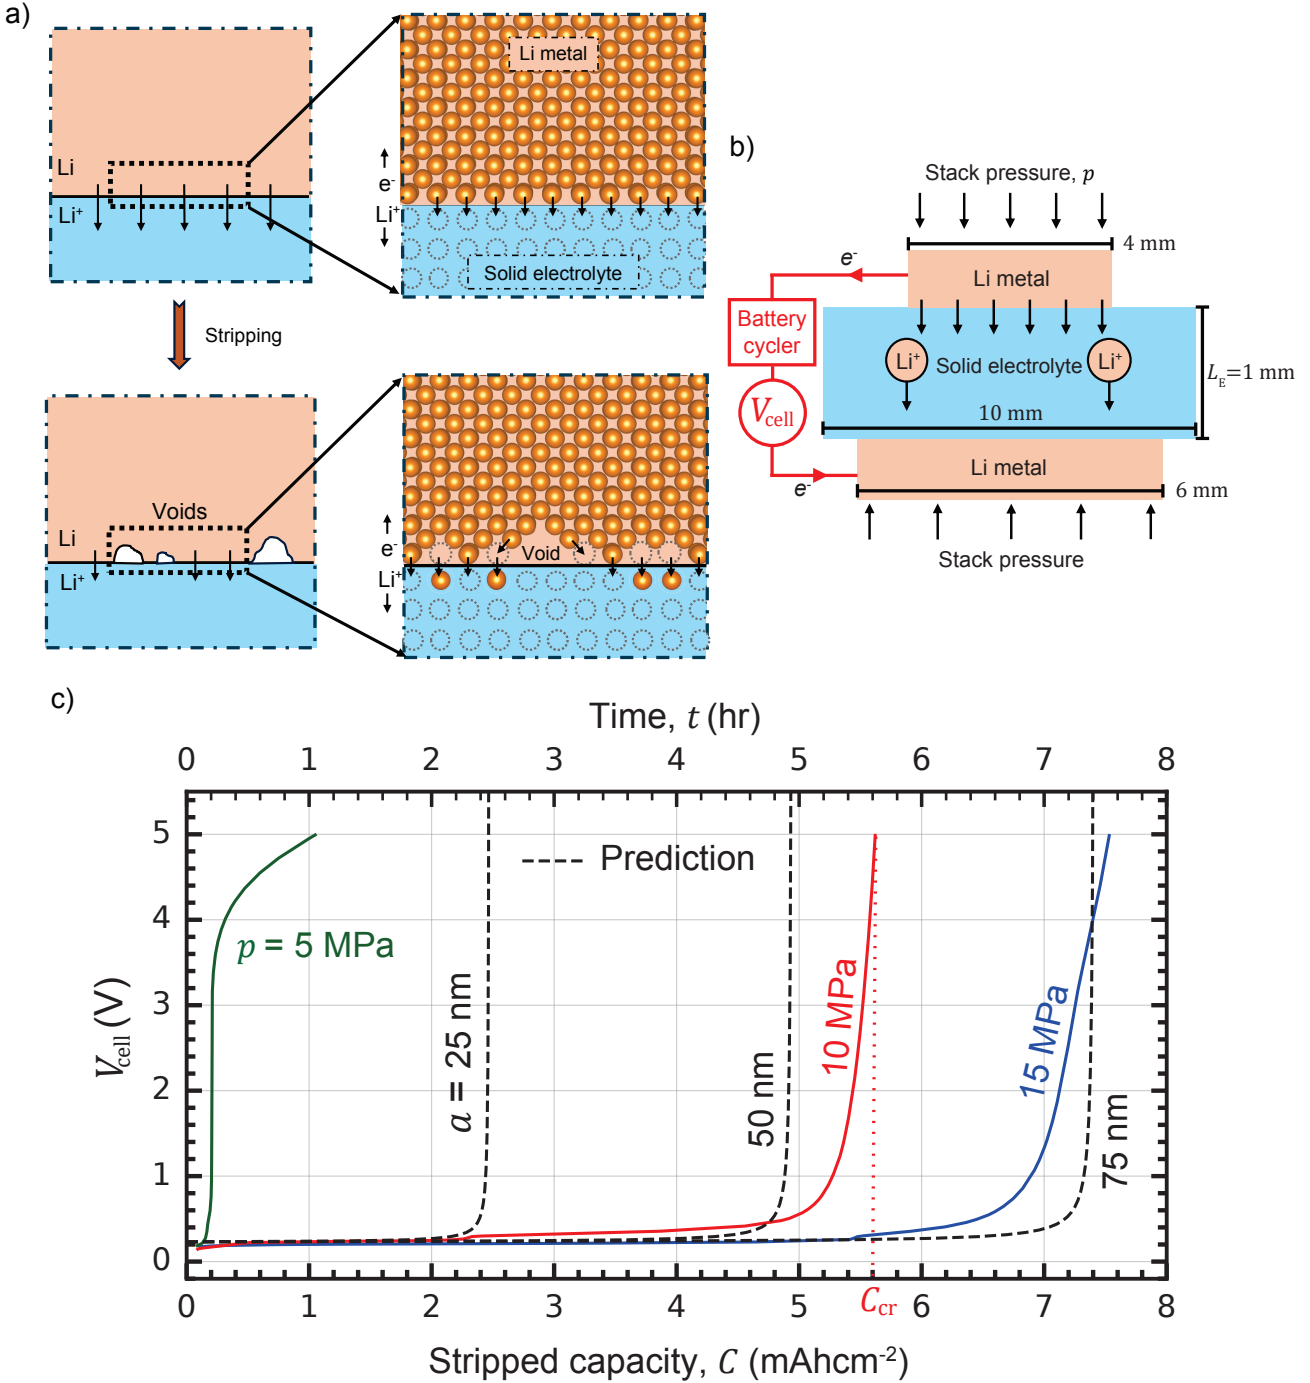 a)
Li metal
Li
Li⁺
e⁻
Li⁺
Solid electrolyte
Stripping
Voids
Li
Li⁺
e⁻
Li⁺
Void
b)
Stack pressure, p
4 mm
e⁻
Li metal
Battery
cycler
Li⁺
Solid electrolyte
Li⁺
L_E=1 mm
V_cell
10 mm
Li metal
e⁻
6 mm
Stack pressure
c)
Time, t (hr)
0 1 2 3 4 5 6 7 8
5
4
3
2
1
0
V_cell (V)
Prediction
p = 5 MPa
a = 25 nm
50 nm
10 MPa
15 MPa
75 nm
0 1 2 3 4 5 C_cr 6 7 8
Stripped capacity, C (mAhcm⁻²)